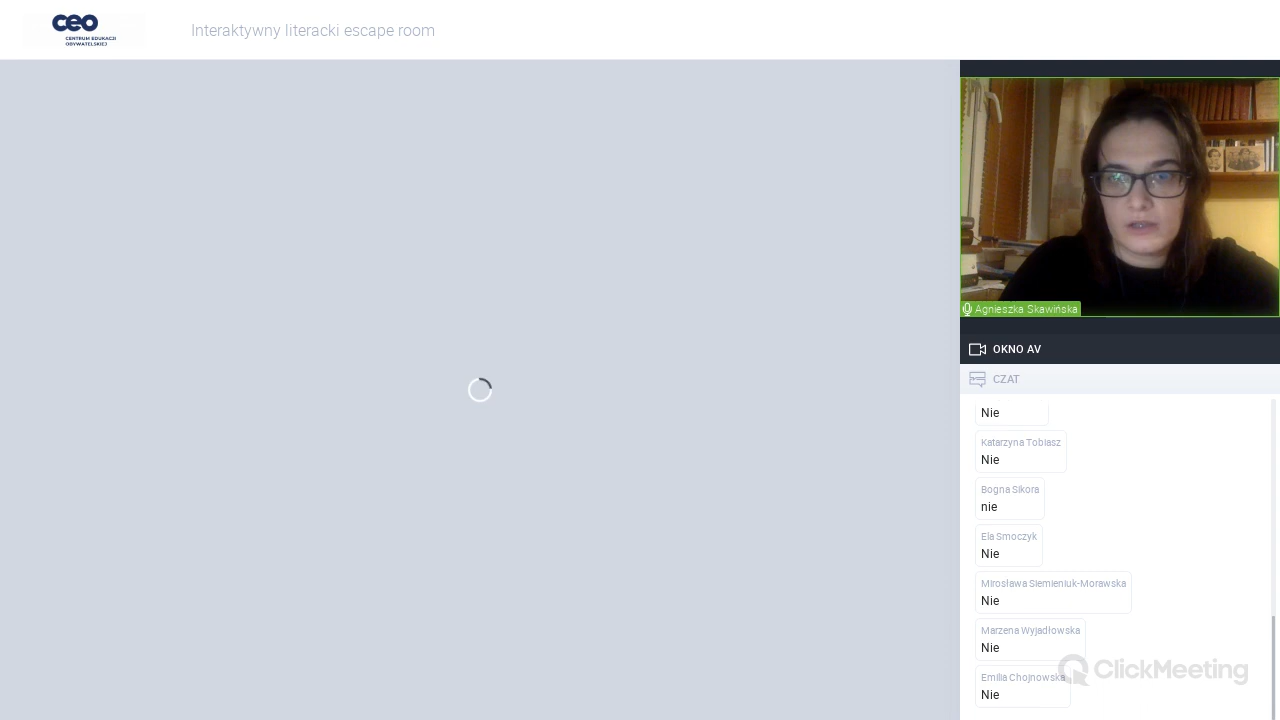 ceo
CENTRUM EDUKACJI
OBYWATELSKIEJ
Interaktywny literacki escape room
Agnieszka Skawińska
OKNO AV
CZAT
Nie
Katarzyna Tobiasz
Nie
Bogna Sikora
nie
Ela Smoczyk
Nie
Mirosława Siemieniuk-Morawska
Nie
Marzena Wyjadłowska
Nie
ClickMeeting
Emilia Chojnowska
Nie